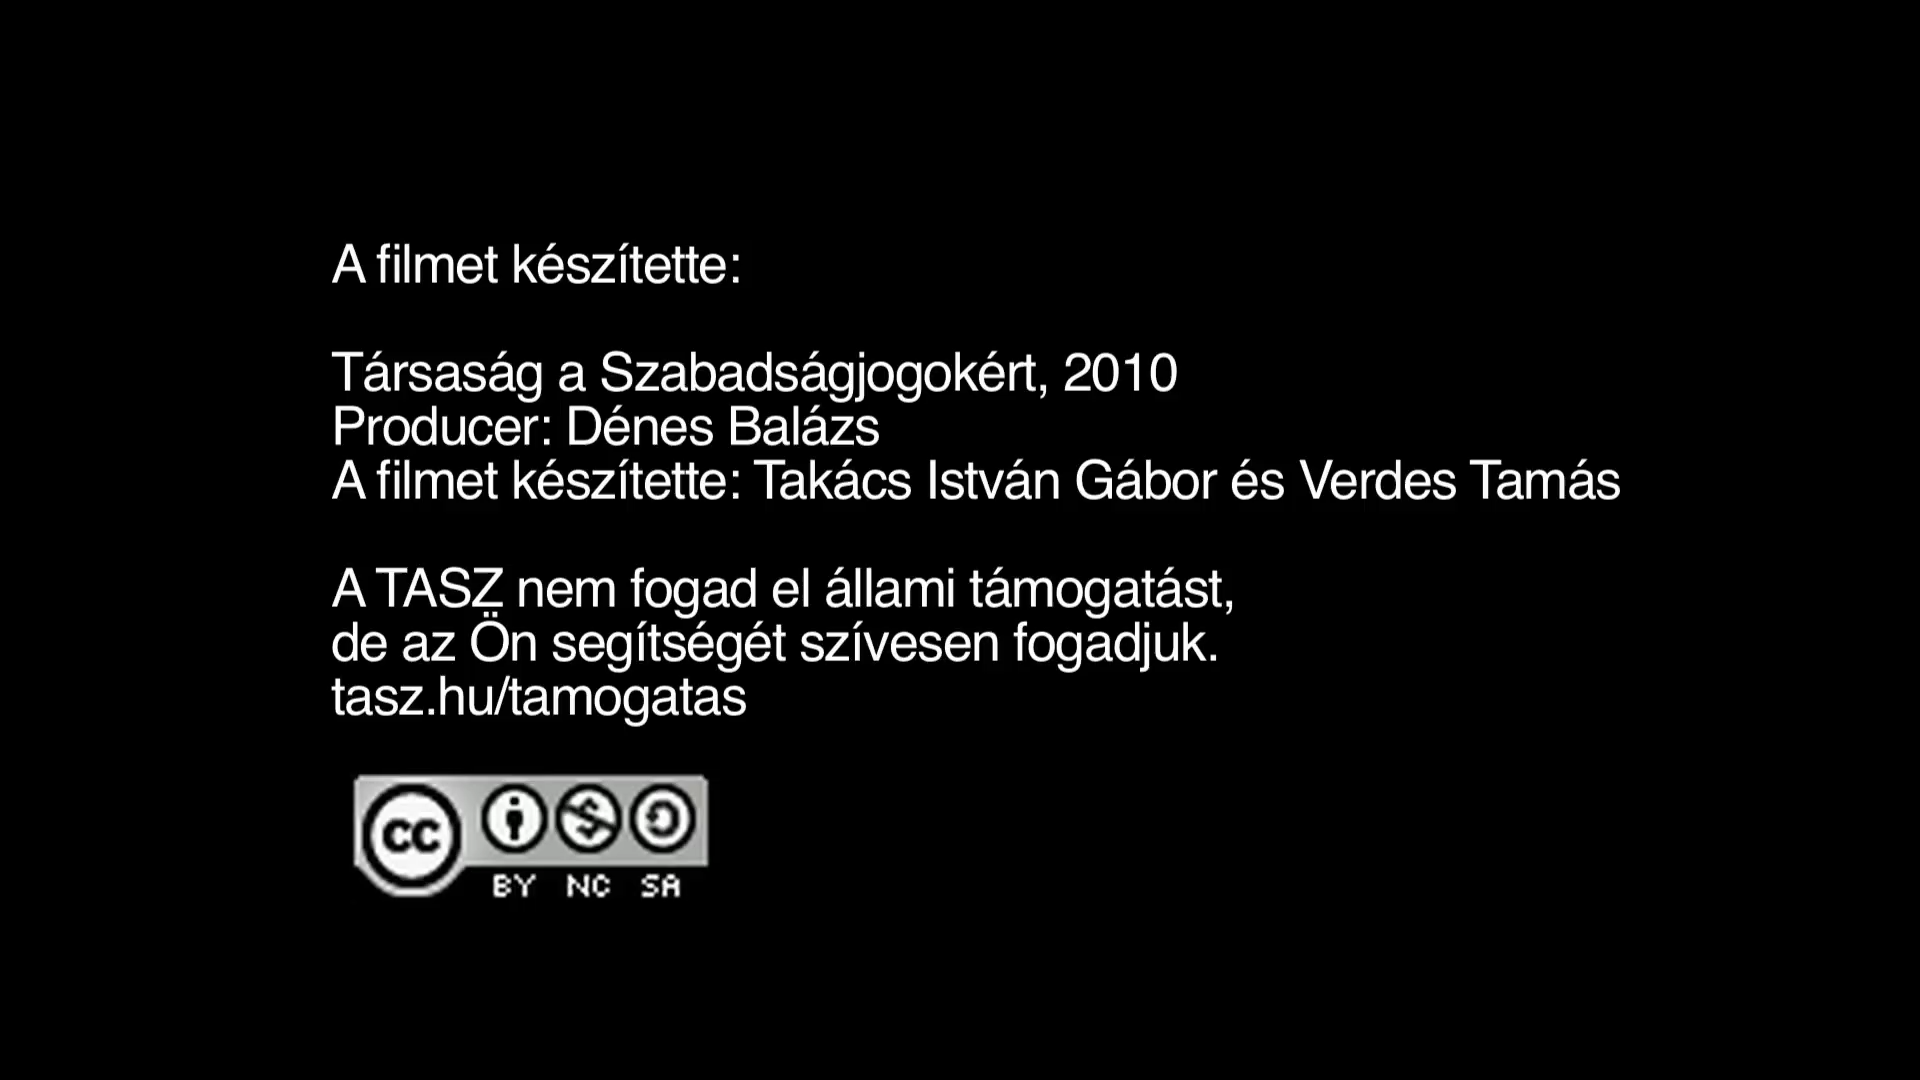 A filmet készítette:
Társaság a Szabadságjogokért, 2010
Producer: Dénes Balázs
A filmet készítette: Takács István Gábor és Verdes Tamás
A TASZ nem fogad el állami támogatást,
de az Ön segítségét szívesen fogadjuk.
tasz.hu/tamogatas
cc
BY NC SA